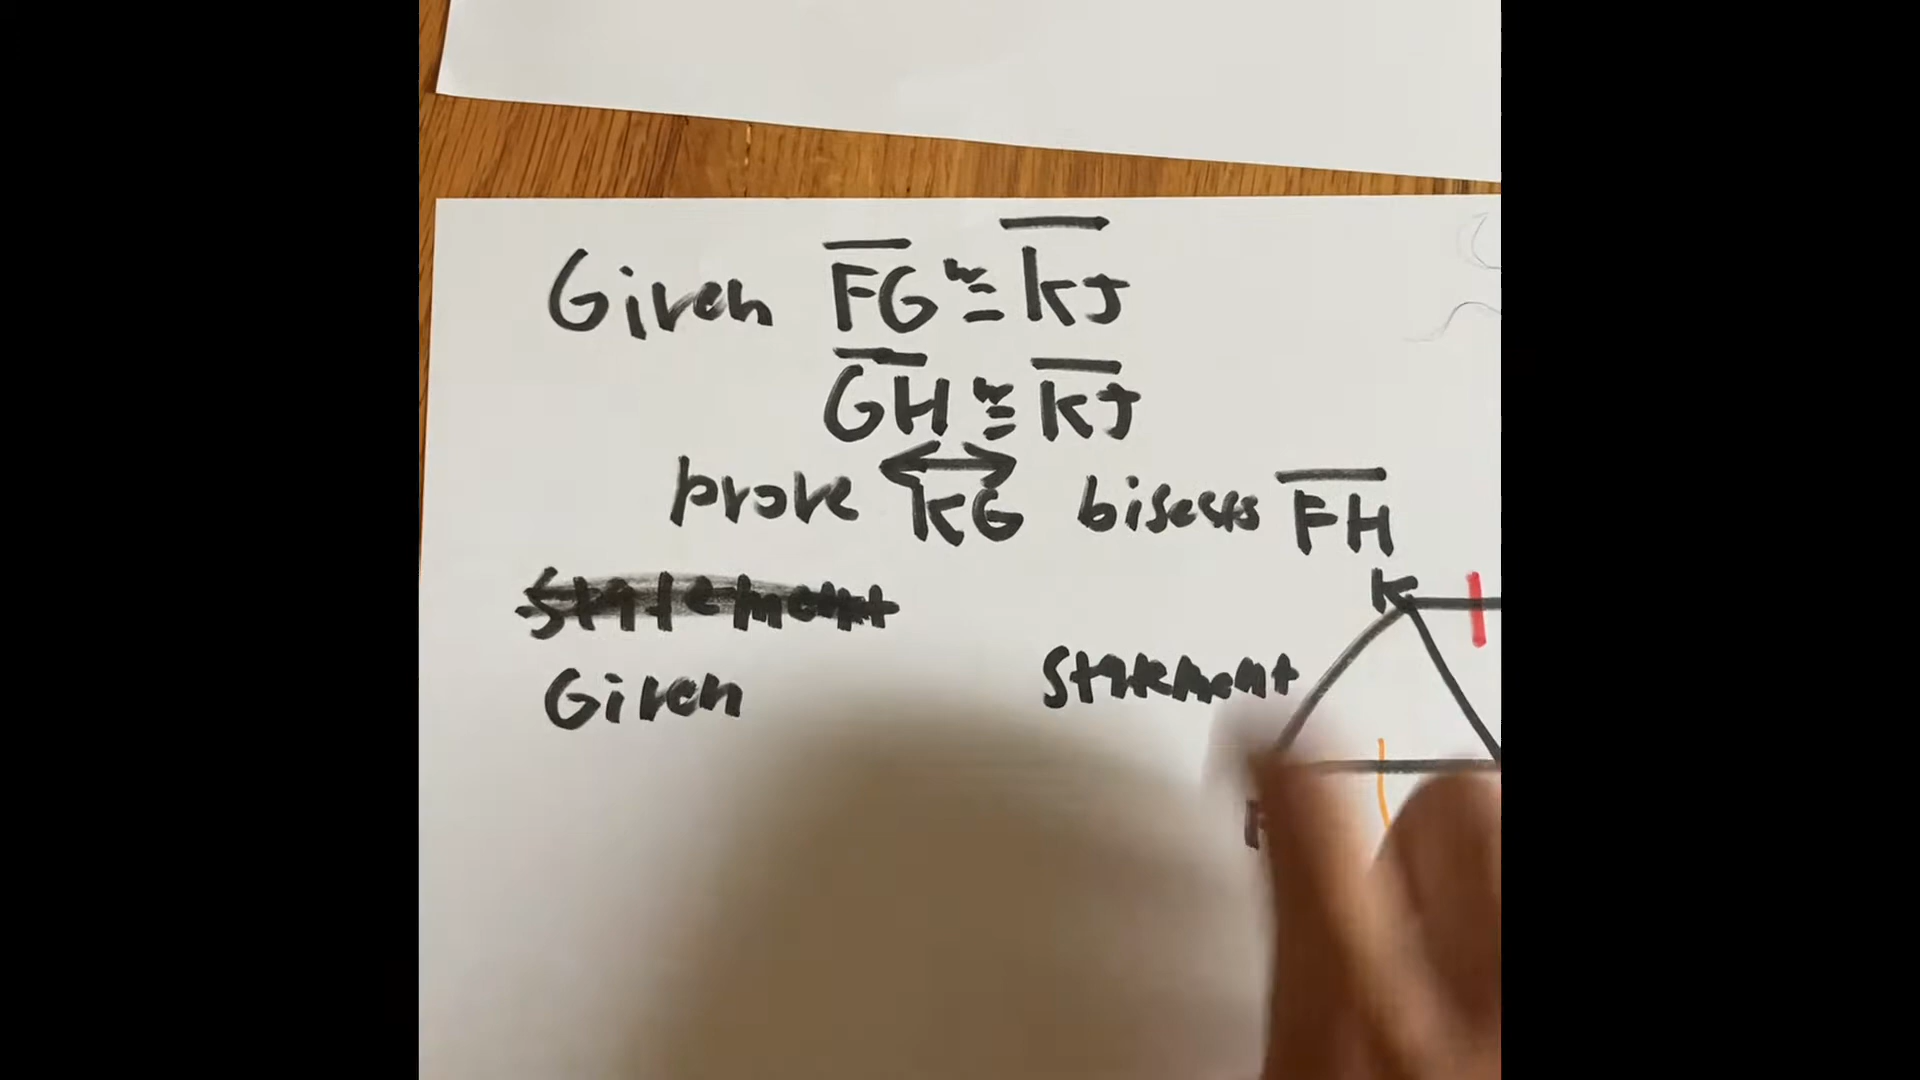 Given FG ≅ KJ
GH ≅ KJ
prove KG bisects FH
Statement
K
Given
Statement